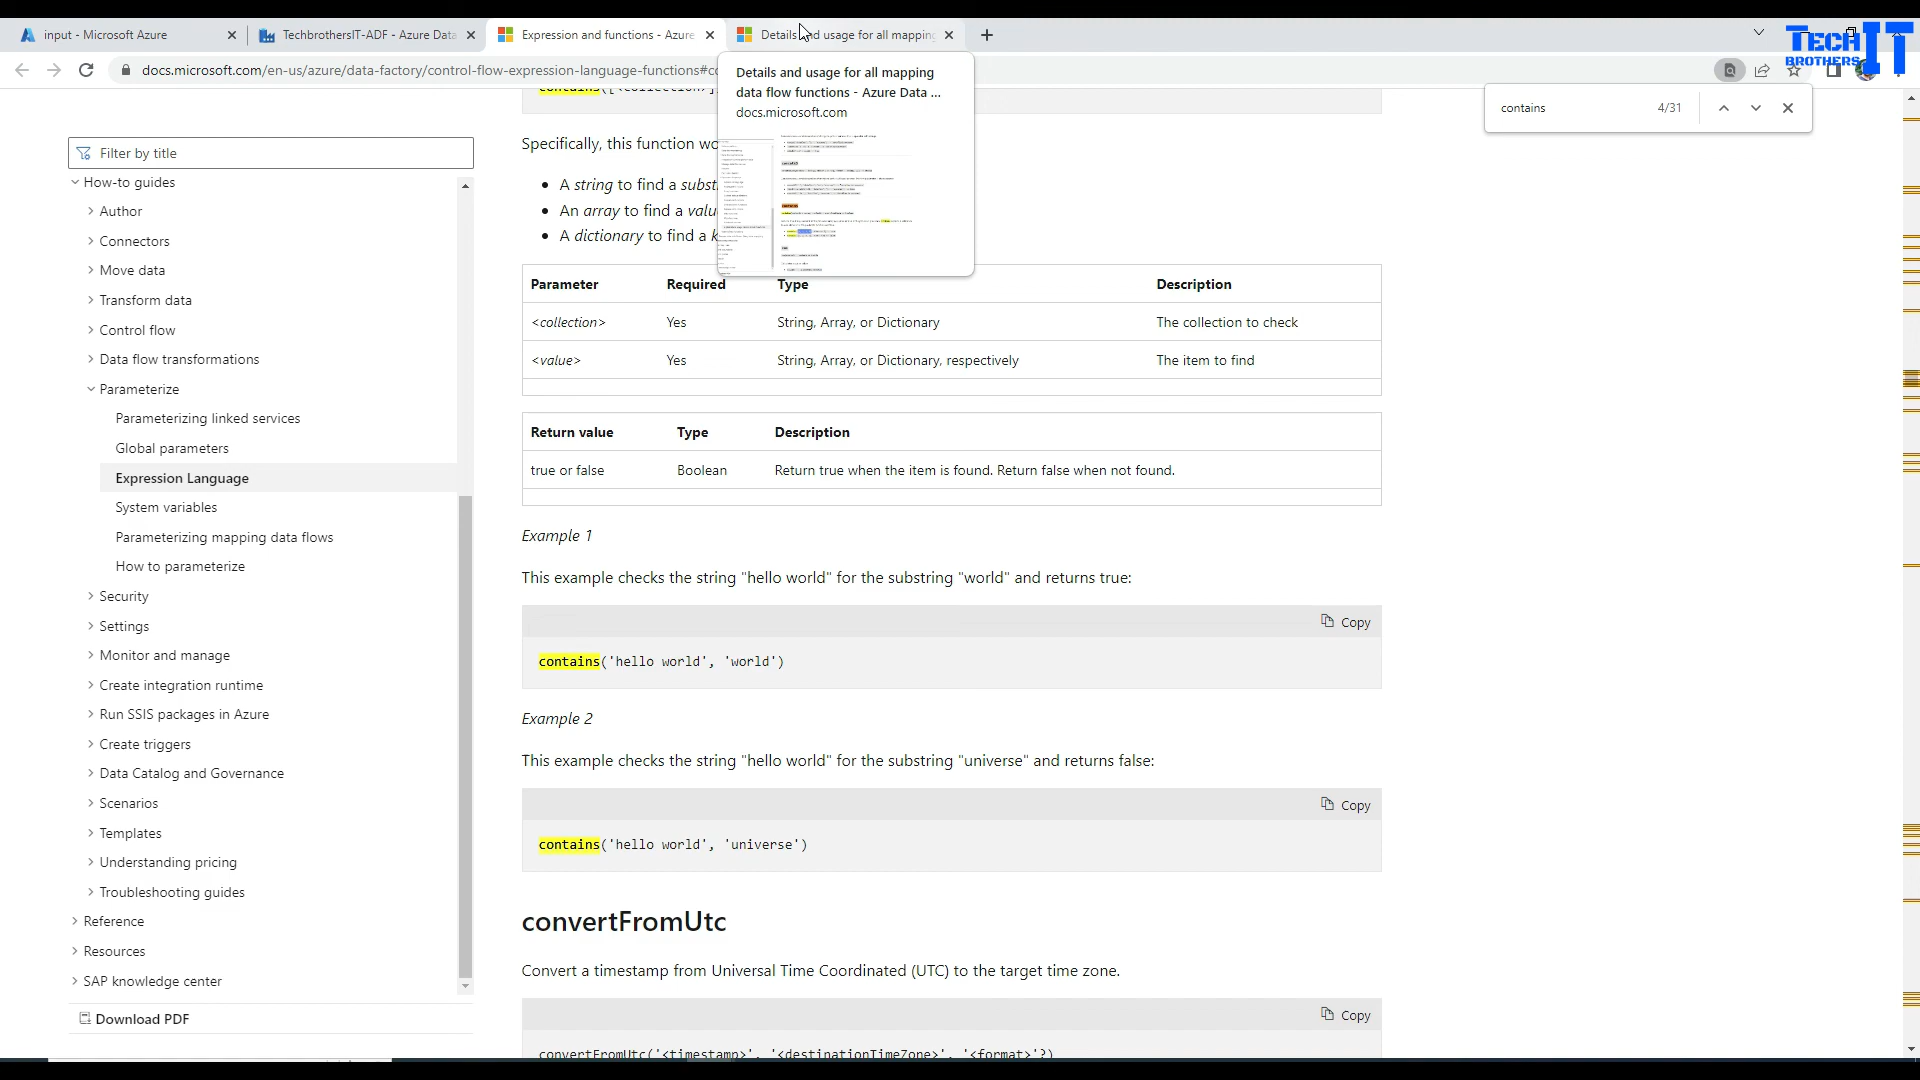 input - Microsoft Azure
TechbrothersIT-ADF - Azure Data
Expression and functions - Azure
Details and usage for all mapping
docs.microsoft.com/en-us/azure/data-factory/control-flow-expression-language-functions#co
TECH IT
BROTHERS
Details and usage for all mapping
data flow functions - Azure Data ...
docs.microsoft.com
contains
4/31
Filter by title
How-to guides
Author
Connectors
Move data
Transform data
Control flow
Data flow transformations
Parameterize
Parameterizing linked services
Global parameters
Expression Language
System variables
Parameterizing mapping data flows
How to parameterize
Security
Settings
Monitor and manage
Create integration runtime
Run SSIS packages in Azure
Create triggers
Data Catalog and Governance
Scenarios
Templates
Understanding pricing
Troubleshooting guides
Reference
Resources
SAP knowledge center
Download PDF
Specifically, this function wo
A string to find a subst
An array to find a valu
A dictionary to find a k
Parameter Required Type Description
<collection> Yes String, Array, or Dictionary The collection to check
<value> Yes String, Array, or Dictionary, respectively The item to find
Return value Type Description
true or false Boolean Return true when the item is found. Return false when not found.
Example 1
This example checks the string "hello world" for the substring "world" and returns true:
Copy
contains('hello world', 'world')
Example 2
This example checks the string "hello world" for the substring "universe" and returns false:
Copy
contains('hello world', 'universe')
convertFromUtc
Convert a timestamp from Universal Time Coordinated (UTC) to the target time zone.
Copy
convertFromUtc('<timestamp>', '<destinationTimeZone>', '<format>'?)